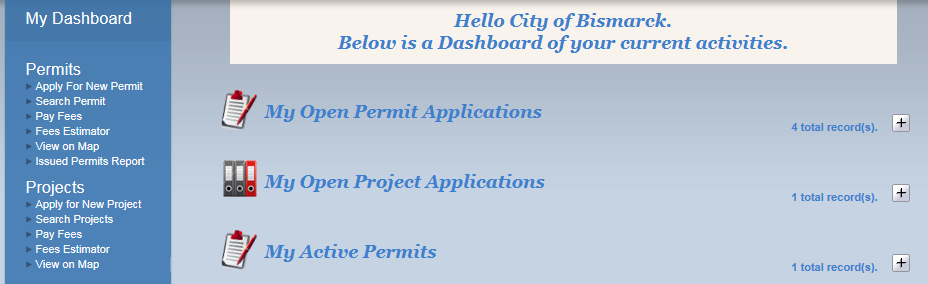 My Dashboard
Permits
Apply For New Permit
Search Permit
Pay Fees
Fees Estimator
View on Map
Issued Permits Report
Projects
Apply for New Project
Search Projects
Pay Fees
Fees Estimator
View on Map
Hello City of Bismarck.
Below is a Dashboard of your current activities.
My Open Permit Applications
4 total record(s).
My Open Project Applications
1 total record(s).
My Active Permits
1 total record(s).